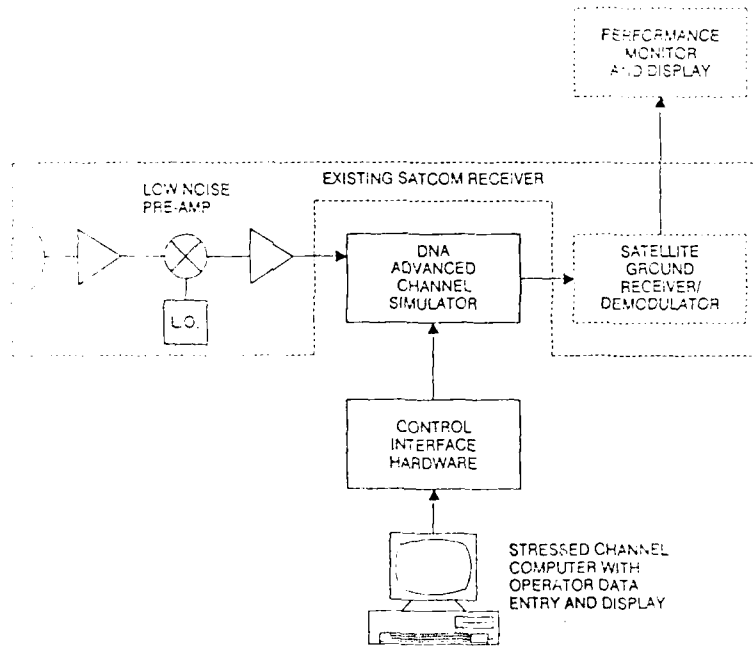 PERFORMANCE
MONITOR
AND DISPLAY
EXISTING SATCOM RECEIVER
LOW NOISE
PRE-AMP
L.O.
DNA
ADVANCED
CHANNEL
SIMULATOR
SATELLITE
GROUND
RECEIVER/
DEMODULATOR
CONTROL
INTERFACE
HARDWARE
STRESSED CHANNEL
COMPUTER WITH
OPERATOR DATA
ENTRY AND DISPLAY